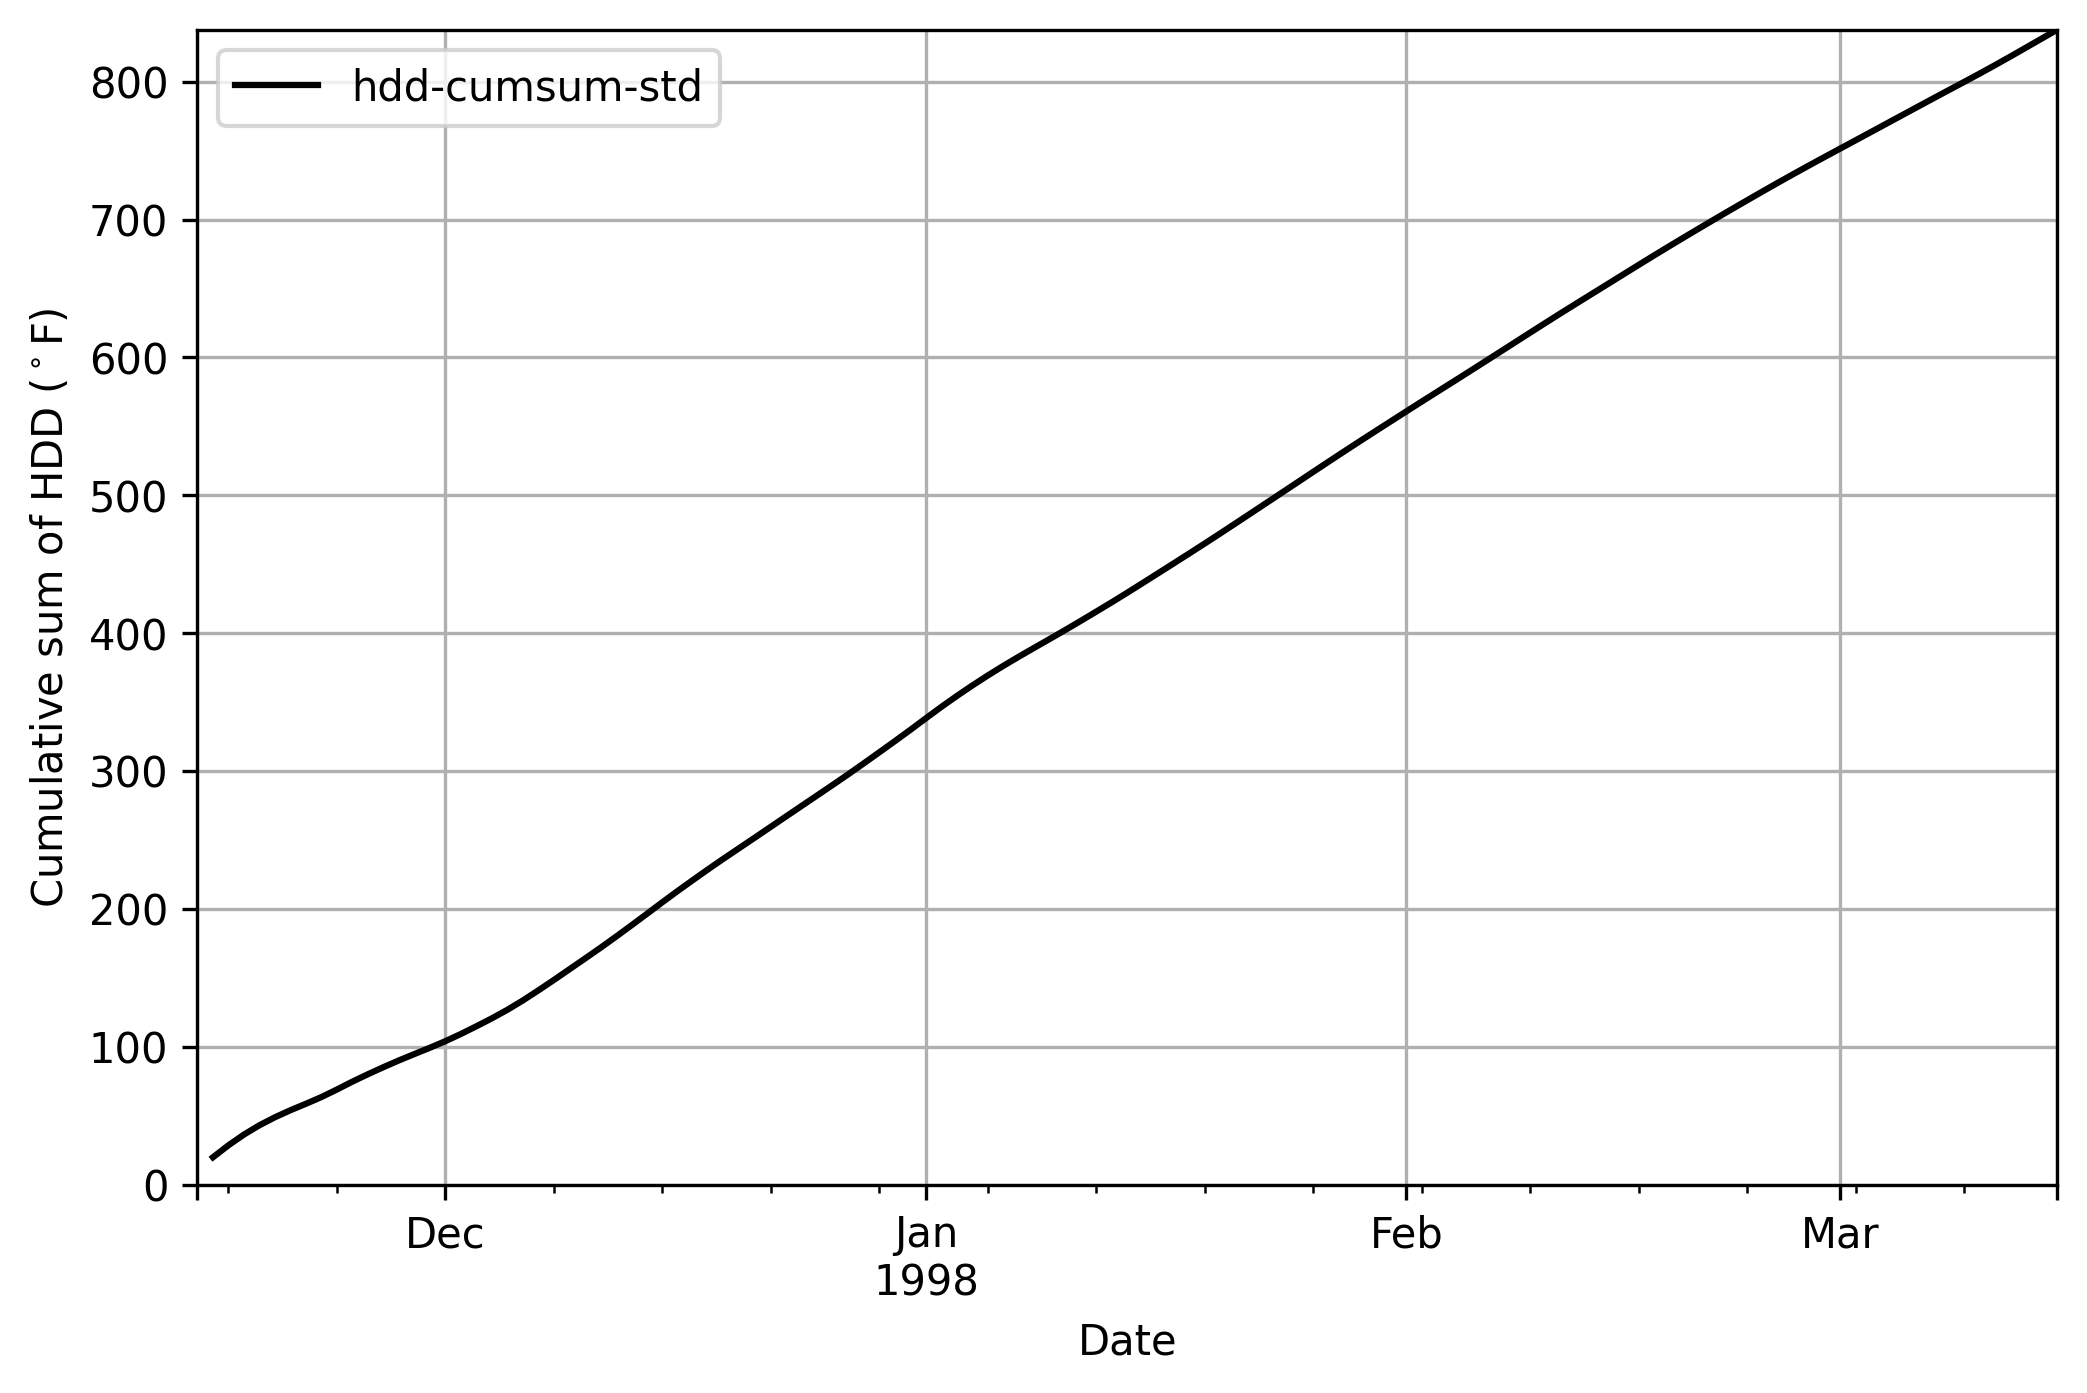 hdd-cumsum-std
Cumulative sum of HDD (°F)
800
700
600
500
400
300
200
100
0
Dec
Jan
1998
Feb
Mar
Date